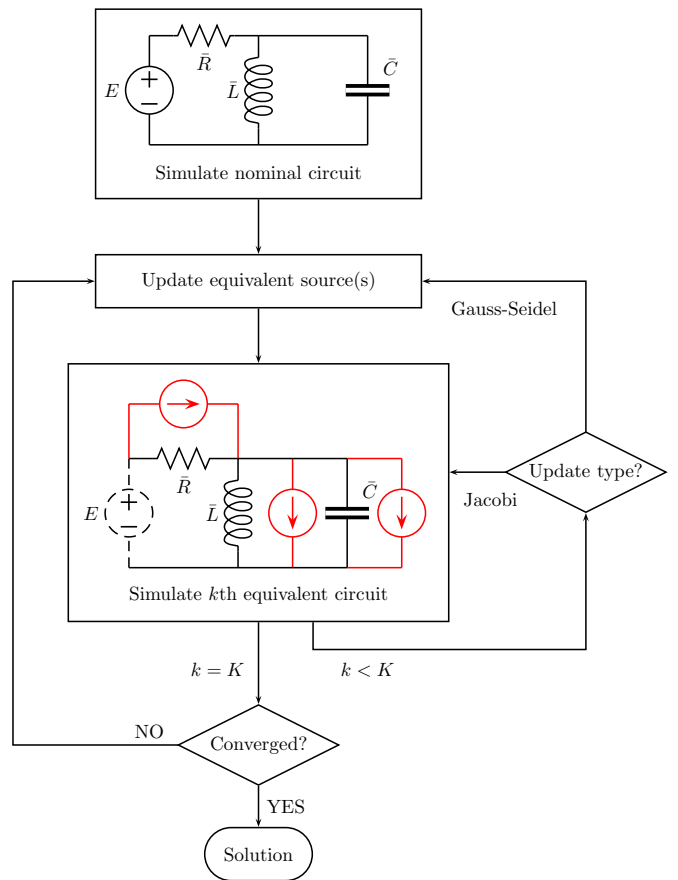 R̄
C̄
E
L̄
Simulate nominal circuit
Update equivalent source(s)
Gauss-Seidel
Update type?
Jacobi
R̄
C̄
E
L̄
Simulate kth equivalent circuit
k = K
k < K
NO
Converged?
YES
Solution